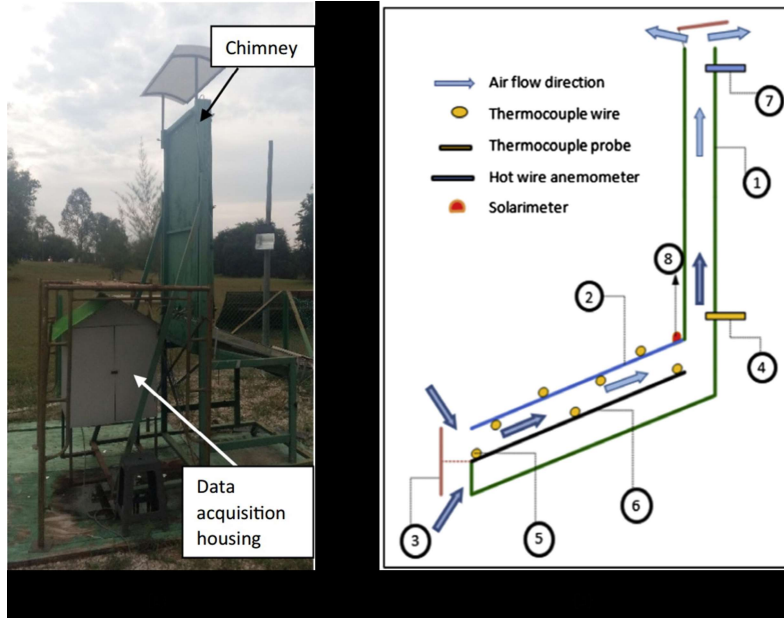 Chimney
Data
acquisition
housing
Air flow direction
Thermocouple wire
Thermocouple probe
Hot wire anemometer
Solarimeter
7
1
8
2
4
6
5
3